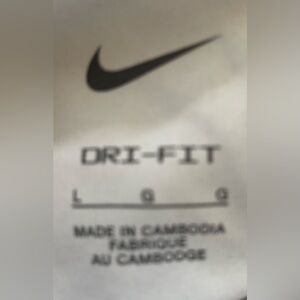 DRI-FIT
L G G
MADE IN CAMBODIA
FABRIQUE
AU CAMBODGE